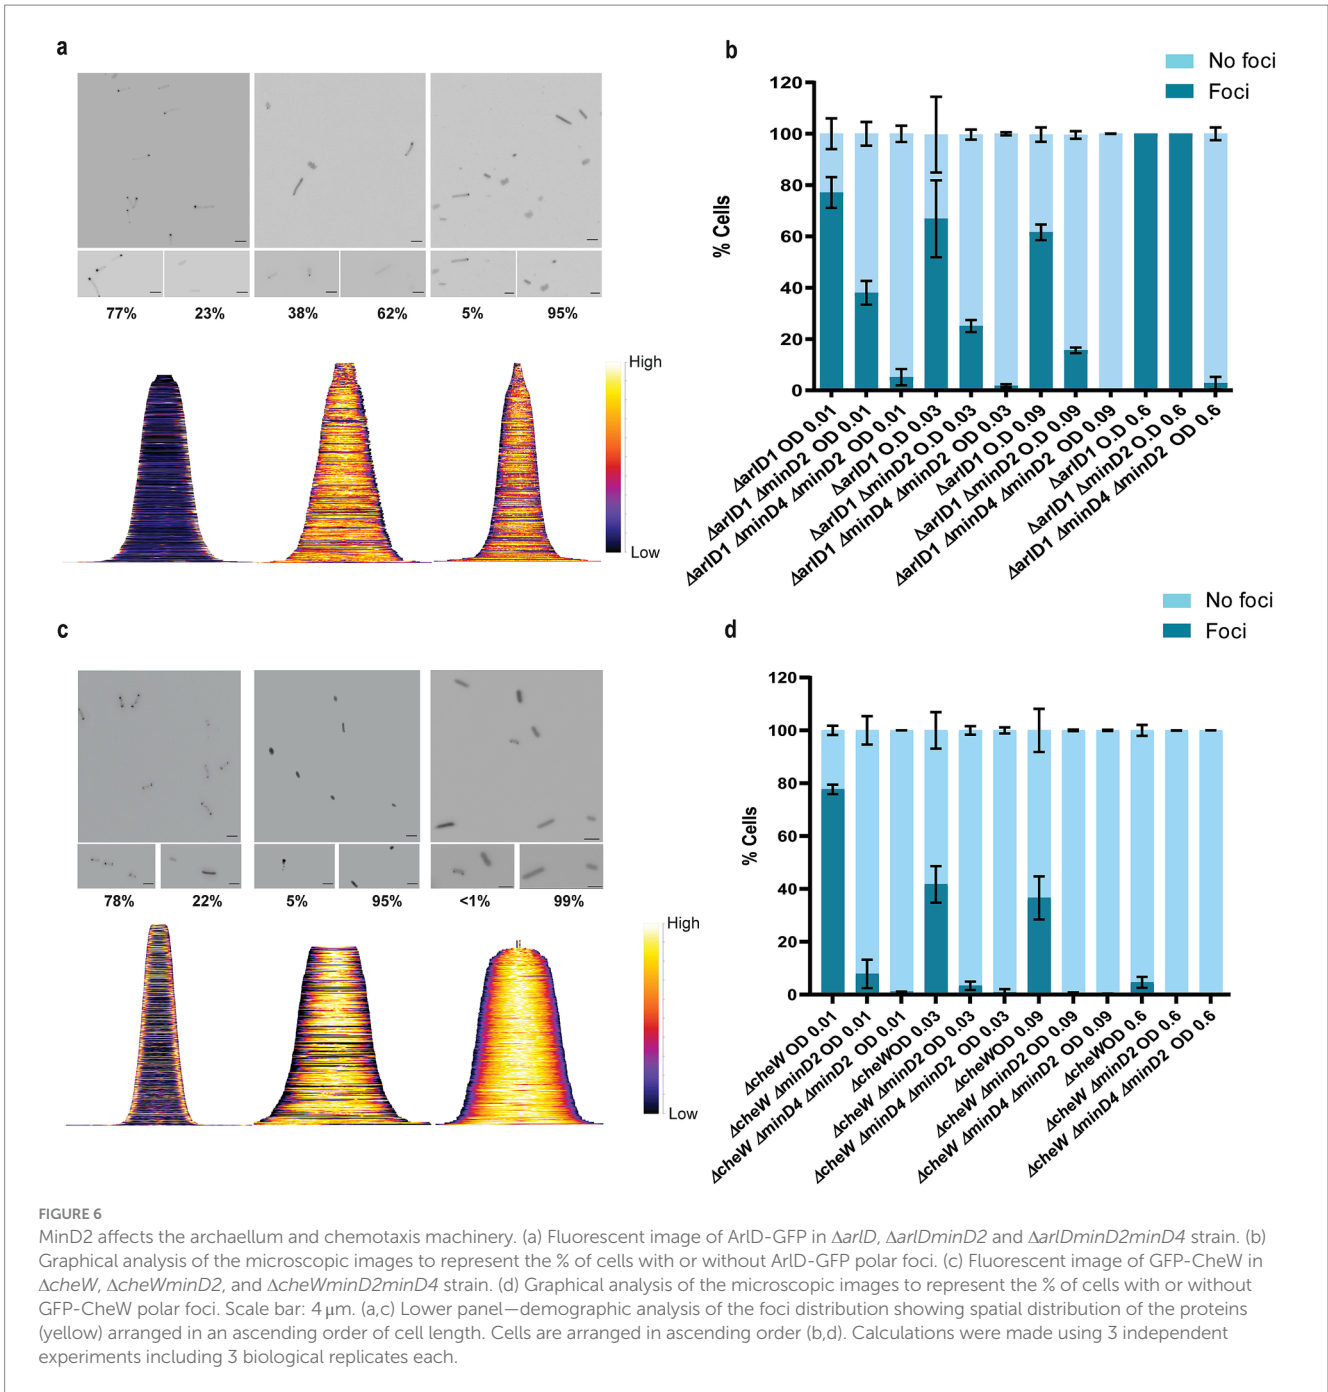 a
77% 23% 38% 62% 5% 95%
High
Low
b
No foci
Foci
120
100
80
60
40
20
0
% Cells
ΔarlD1 OD 0.01
ΔarlD1 ΔminD2 OD 0.01
ΔarlD1 ΔminD4 ΔminD2 OD 0.01
ΔarlD1 O.D 0.03
ΔarlD1 ΔminD2 O.D 0.03
ΔarlD1 ΔminD4 ΔminD2 OD 0.03
ΔarlD1 O.D 0.09
ΔarlD1 ΔminD2 O.D 0.09
ΔarlD1 ΔminD4 ΔminD2 OD 0.09
ΔarlD1 O.D 0.6
ΔarlD1 ΔminD2 O.D 0.6
ΔarlD1 ΔminD4 ΔminD2 OD 0.6
c
78% 22% 5% 95% <1% 99%
High
Low
d
No foci
Foci
120
100
80
60
40
20
0
% Cells
ΔcheW OD 0.01
ΔcheW ΔminD2 OD 0.01
ΔcheW ΔminD4 ΔminD2 OD 0.01
ΔcheWOD 0.03
ΔcheW ΔminD2 OD 0.03
ΔcheW ΔminD4 ΔminD2 OD 0.03
ΔcheWOD 0.09
ΔcheW ΔminD2 OD 0.09
ΔcheW ΔminD4 ΔminD2 OD 0.09
ΔcheWOD 0.6
ΔcheW ΔminD2 OD 0.6
ΔcheW ΔminD4 ΔminD2 OD 0.6
FIGURE 6
MinD2 affects the archaellum and chemotaxis machinery. (a) Fluorescent image of ArlD-GFP in ΔarlD, ΔarlDminD2 and ΔarlDminD2minD4 strain. (b)
Graphical analysis of the microscopic images to represent the % of cells with or without ArlD-GFP polar foci. (c) Fluorescent image of GFP-CheW in
ΔcheW, ΔcheWminD2, and ΔcheWminD2minD4 strain. (d) Graphical analysis of the microscopic images to represent the % of cells with or without
GFP-CheW polar foci. Scale bar: 4 μm. (a,c) Lower panel—demographic analysis of the foci distribution showing spatial distribution of the proteins
(yellow) arranged in an ascending order of cell length. Cells are arranged in ascending order (b,d). Calculations were made using 3 independent
experiments including 3 biological replicates each.